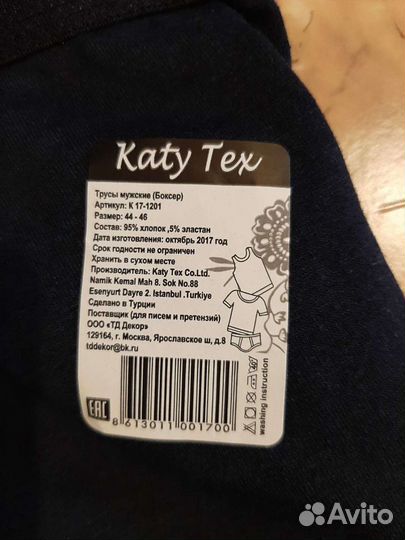 Katy Tex
Трусы мужские (Боксер)
Артикул: К 17-1201
Размер: 44 - 46
Состав: 95% хлопок ,5% эластан
Дата изготовления: октябрь 2017 год
Срок годности не ограничен
Хранить в сухом месте
Производитель: Katy Tex Co.Ltd.
Namik Kemal Mah 8. Sok No.88
Esenyurt Dayre 2. Istanbul .Turkiye
Сделано в Турции
Поставщик (для писем и претензий)
ООО «ТД Декор»
129164, г. Москва, Ярославское ш, д.8
tddekor@bk.ru
EAC
8 613011 001700
washing instruction
Avito